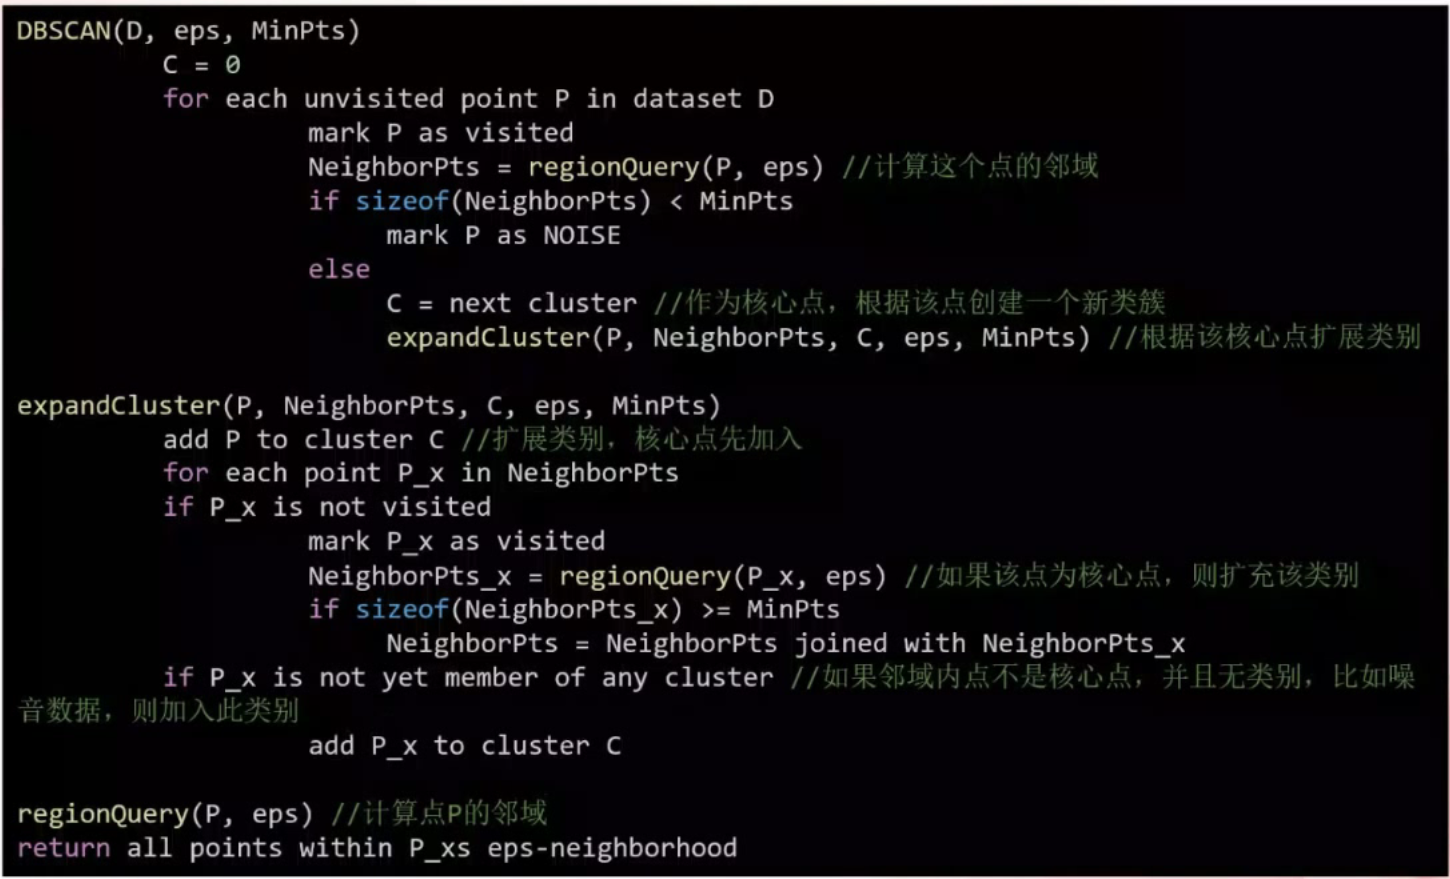 DBSCAN(D, eps, MinPts)
C = 0
for each unvisited point P in dataset D
mark P as visited
NeighborPts = regionQuery(P, eps) //计算这个点的邻域
if sizeof(NeighborPts) < MinPts
mark P as NOISE
else
C = next cluster //作为核心点，根据该点创建一个新类簇
expandCluster(P, NeighborPts, C, eps, MinPts) //根据该核心点扩展类别
expandCluster(P, NeighborPts, C, eps, MinPts)
add P to cluster C //扩展类别，核心点先加入
for each point P_x in NeighborPts
if P_x is not visited
mark P_x as visited
NeighborPts_x = regionQuery(P_x, eps) //如果该点为核心点，则扩充该类别
if sizeof(NeighborPts_x) >= MinPts
NeighborPts = NeighborPts joined with NeighborPts_x
if P_x is not yet member of any cluster //如果邻域内点不是核心点，并且无类别，比如噪
音数据，则加入此类别
add P_x to cluster C
regionQuery(P, eps) //计算点P的邻域
return all points within P_xs eps-neighborhood